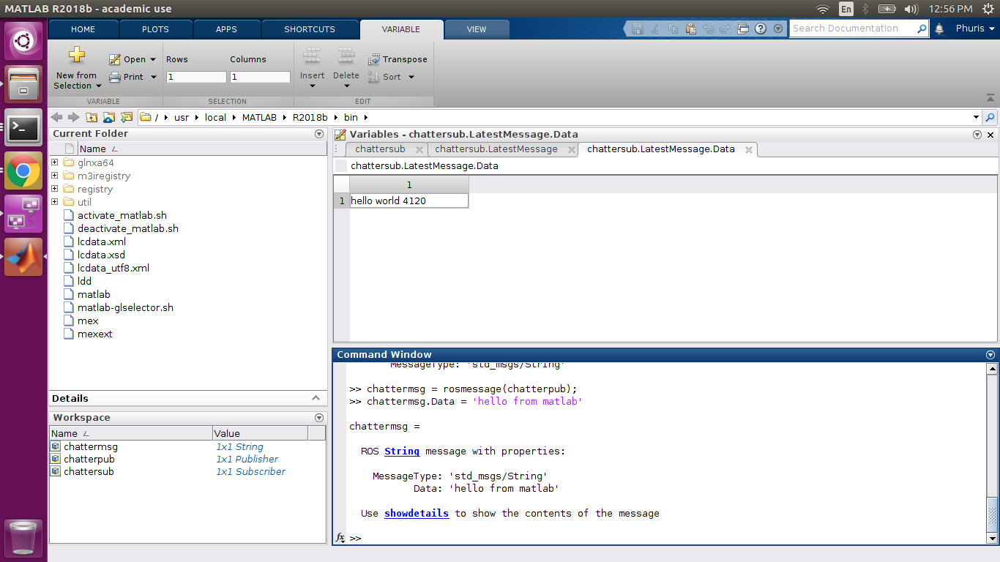 MATLAB R2018b - academic use
En
12:56 PM
HOME
PLOTS
APPS
SHORTCUTS
VARIABLE
VIEW
Search Documentation
Phuris
New from
Selection
Open
Print
Rows
Columns
1
1
Insert
Delete
Transpose
Sort
VARIABLE
SELECTION
EDIT
/ usr local MATLAB R2018b bin
Current Folder
Name
glnxa64
m3iregistry
registry
util
activate_matlab.sh
deactivate_matlab.sh
lcdata.xml
lcdata.xsd
lcdata_utf8.xml
ldd
matlab
matlab-glselector.sh
mex
mexext
Details
Workspace
Name Value
chattermsg 1x1 String
chatterpub 1x1 Publisher
chattersub 1x1 Subscriber
Variables - chattersub.LatestMessage.Data
chattersub
chattersub.LatestMessage
chattersub.LatestMessage.Data
chattersub.LatestMessage.Data
1
1 hello world 4120
Command Window
MessageType: 'std_msgs/String'
>> chattermsg = rosmessage(chatterpub);
>> chattermsg.Data = 'hello from matlab'
chattermsg =
ROS String message with properties:
MessageType: 'std_msgs/String'
Data: 'hello from matlab'
Use showdetails to show the contents of the message
fx >>